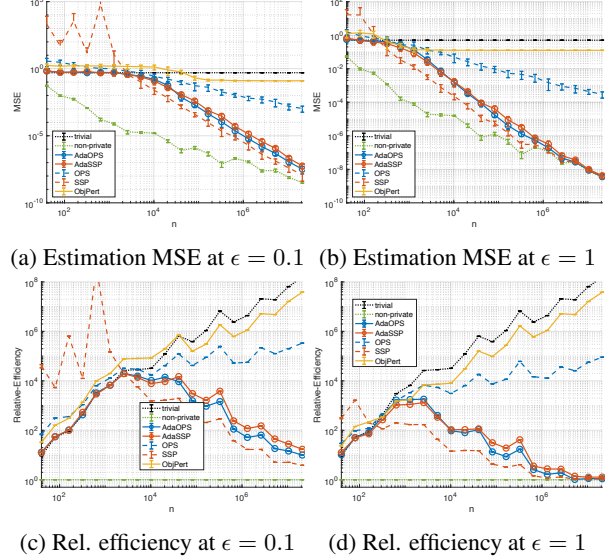 10^5
10^0
10^-5
10^-10
MSE
trivial
non-private
AdaOPS
AdaSSP
OPS
SSP
ObjPert
10^2
10^4
10^6
n
(a) Estimation MSE at ϵ = 0.1
10^2
10^0
10^-2
10^-4
10^-6
10^-8
10^-10
MSE
trivial
non-private
AdaOPS
AdaSSP
OPS
SSP
ObjPert
10^2
10^4
10^6
n
(b) Estimation MSE at ϵ = 1
10^8
10^6
10^4
10^2
10^0
Relative-Efficiency
trivial
non-private
AdaOPS
AdaSSP
OPS
SSP
ObjPert
10^2
10^4
10^6
n
(c) Rel. efficiency at ϵ = 0.1
10^8
10^6
10^4
10^2
10^0
Relative-Efficiency
trivial
non-private
AdaOPS
AdaSSP
OPS
SSP
ObjPert
10^2
10^4
10^6
n
(d) Rel. efficiency at ϵ = 1